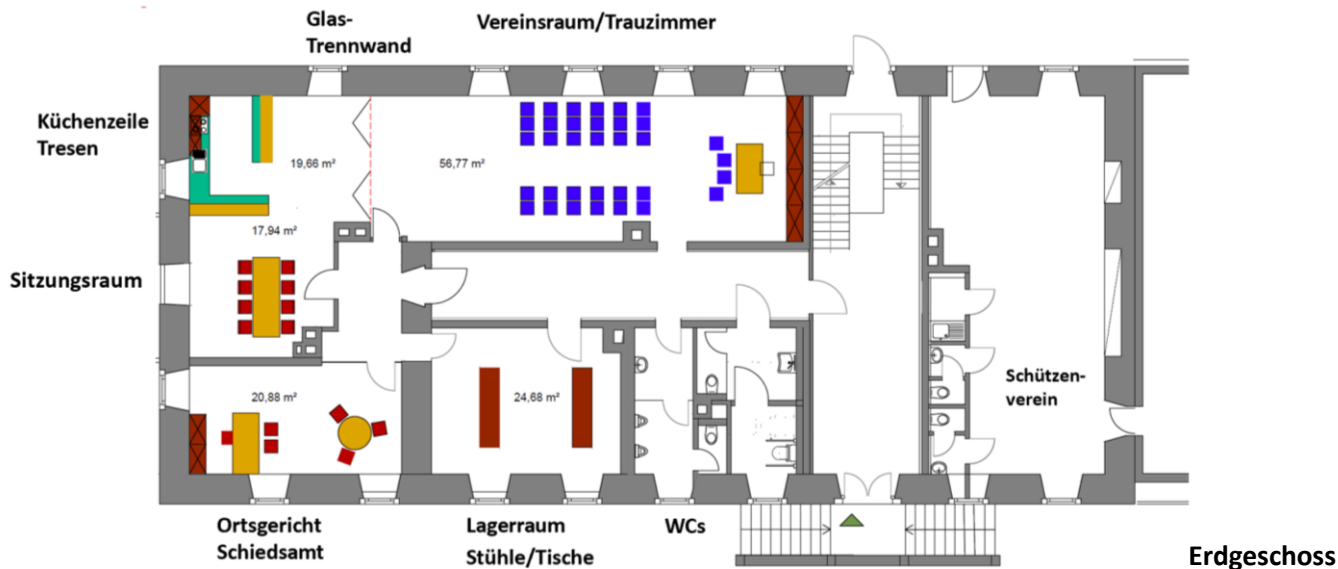 Glas-
Trennwand
Vereinsraum/Trauzimmer
Küchenzeile
Tresen
19,66 m²
56,77 m²
17,94 m²
Sitzungsraum
20,88 m²
24,68 m²
Schützen-
verein
Ortsgericht
Schiedsamt
Lagerraum
Stühle/Tische
WCs
Erdgeschoss